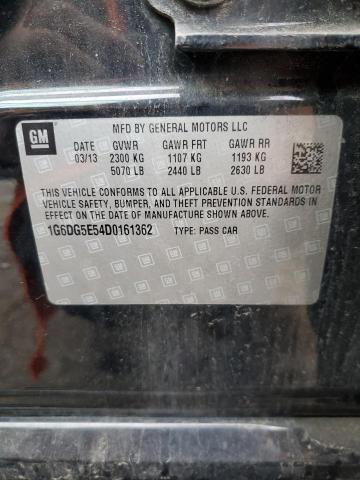 GM
MFD BY GENERAL MOTORS LLC
DATE GVWR GAWR FRT GAWR RR
03/13 2300 KG 1107 KG 1193 KG
5070 LB 2440 LB 2630 LB
THIS VEHICLE CONFORMS TO ALL APPLICABLE U.S. FEDERAL MOTOR
VEHICLE SAFETY, BUMPER, AND THEFT PREVENTION STANDARDS
IN EFFECT ON THE DATE OF MANUFACTURE SHOWN ABOVE.
1G6DG5E54D0161362 TYPE: PASS CAR